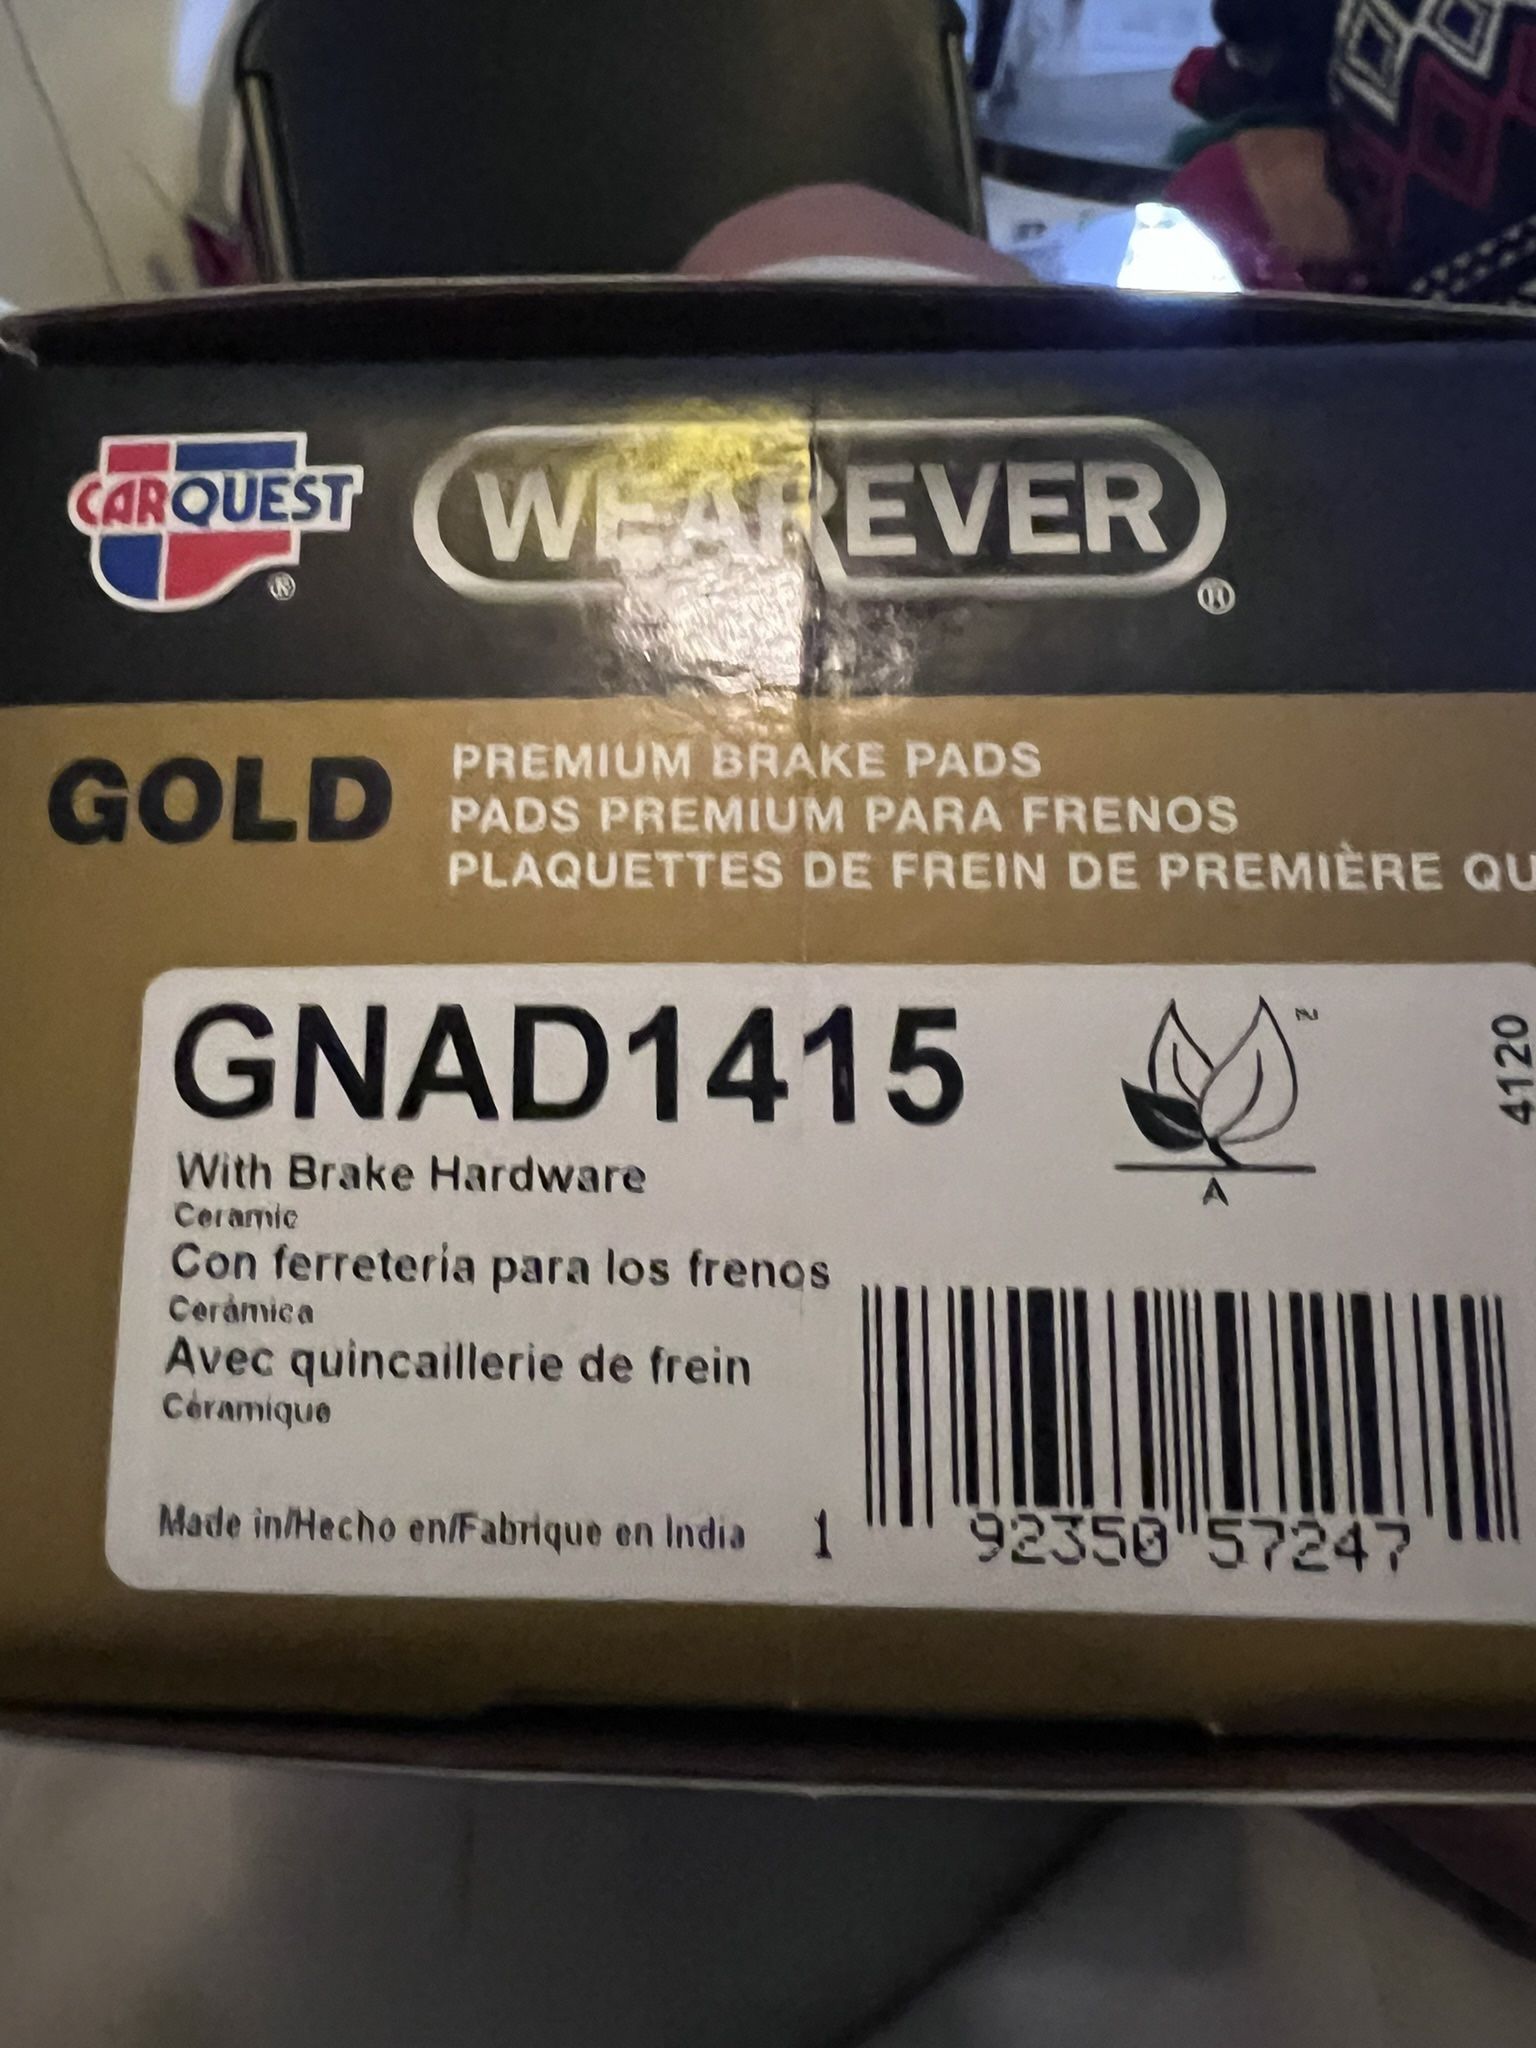 CARQUEST
®
WEAREVER
®
GOLD
PREMIUM BRAKE PADS
PADS PREMIUM PARA FRENOS
PLAQUETTES DE FREIN DE PREMIÈRE QU
GNAD1415
With Brake Hardware
Ceramic
Con ferretería para los frenos
Cerámica
Avec quincaillerie de frein
Céramique
Made in/Hecho en/Fabrique en India
N
A
4120
1 92350 57247